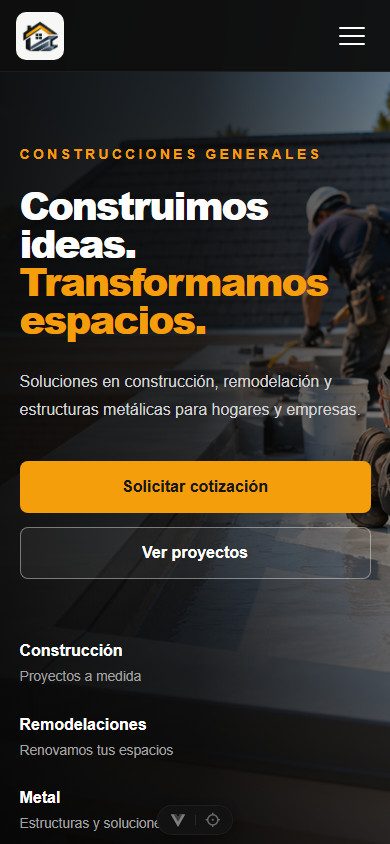 CONSTRUCCIONES GENERALES
Construimos
ideas.
Transformamos
espacios.
Soluciones en construcción, remodelación y
estructuras metálicas para hogares y empresas.
Solicitar cotización
Ver proyectos
Construcción
Proyectos a medida
Remodelaciones
Renovamos tus espacios
Metal
Estructuras y